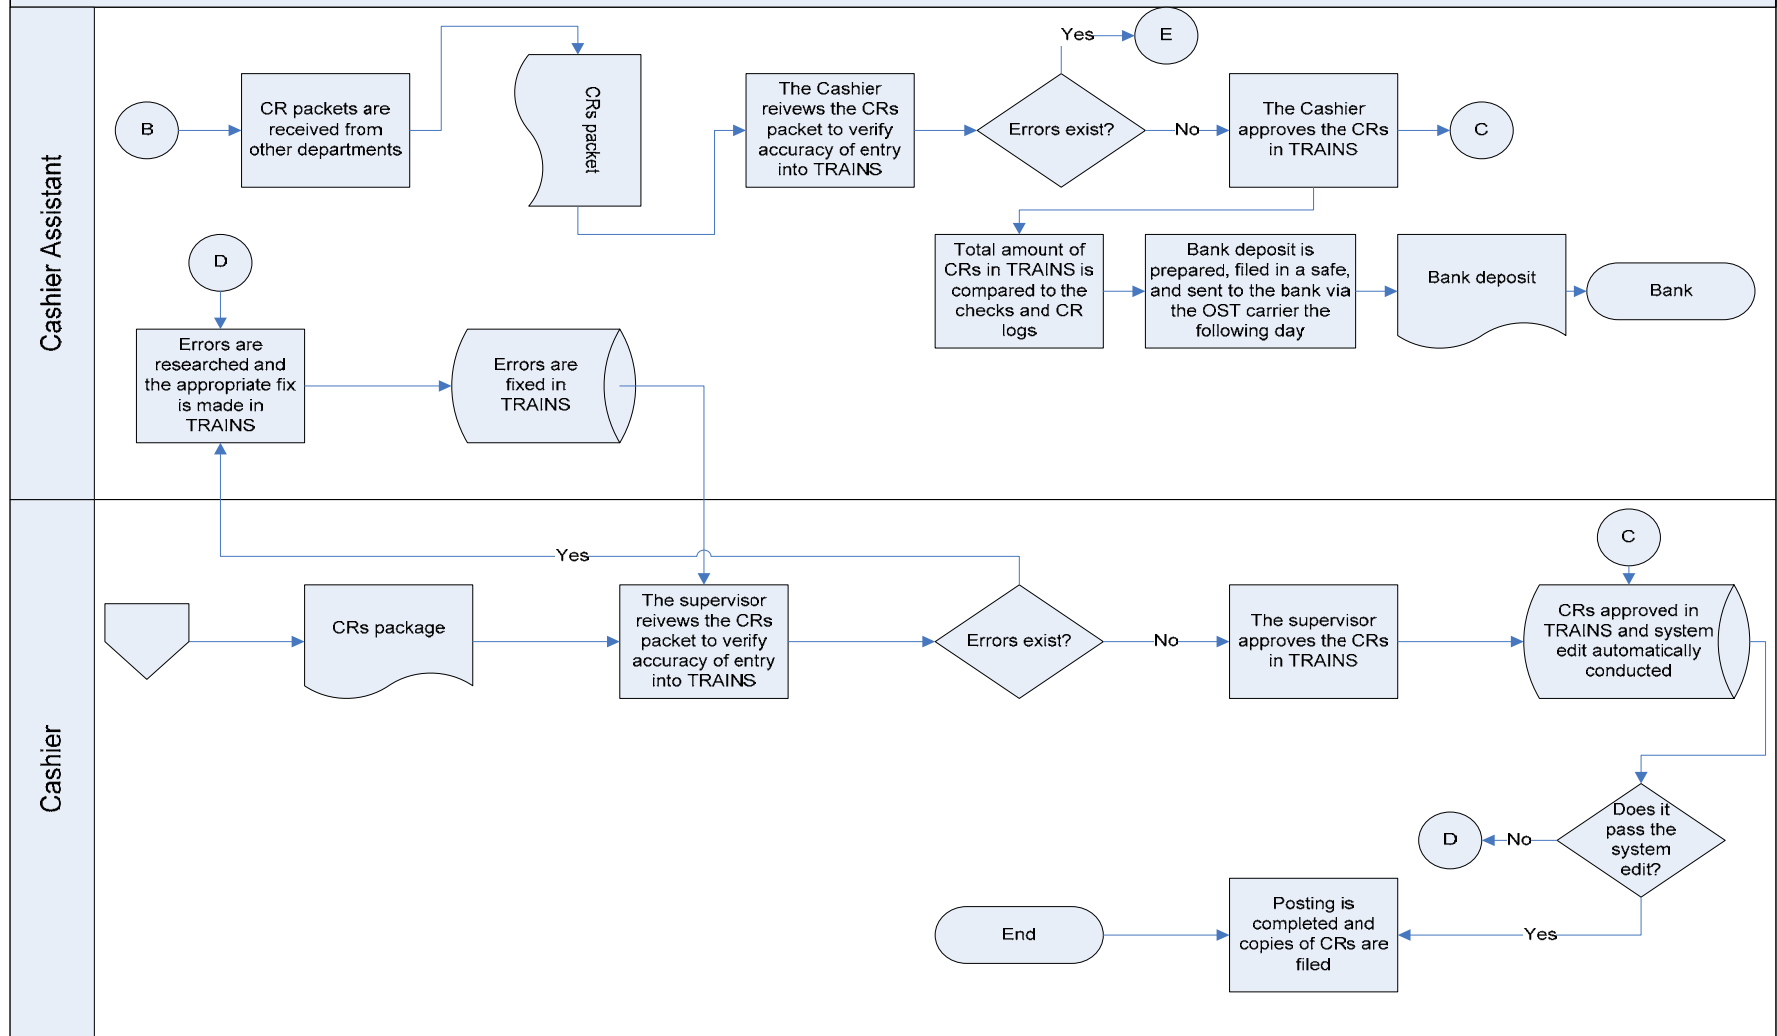 Cashier Assistant
B
CR packets are
received from
other departments
CRs packet
The Cashier
reivews the CRs
packet to verify
accuracy of entry
into TRAINS
Errors exist?
Yes
E
No
The Cashier
approves the CRs
in TRAINS
C
Total amount of
CRs in TRAINS is
compared to the
checks and CR
logs
Bank deposit is
prepared, filed in a safe,
and sent to the bank via
the OST carrier the
following day
Bank deposit
Bank
D
Errors are
researched and
the appropriate fix
is made in
TRAINS
Errors are
fixed in
TRAINS
Cashier
Yes
CRs package
The supervisor
reivews the CRs
packet to verify
accuracy of entry
into TRAINS
Errors exist?
No
The supervisor
approves the CRs
in TRAINS
C
CRs approved in
TRAINS and system
edit automatically
conducted
Does it
pass the
system
edit?
No
D
Yes
Posting is
completed and
copies of CRs are
filed
End